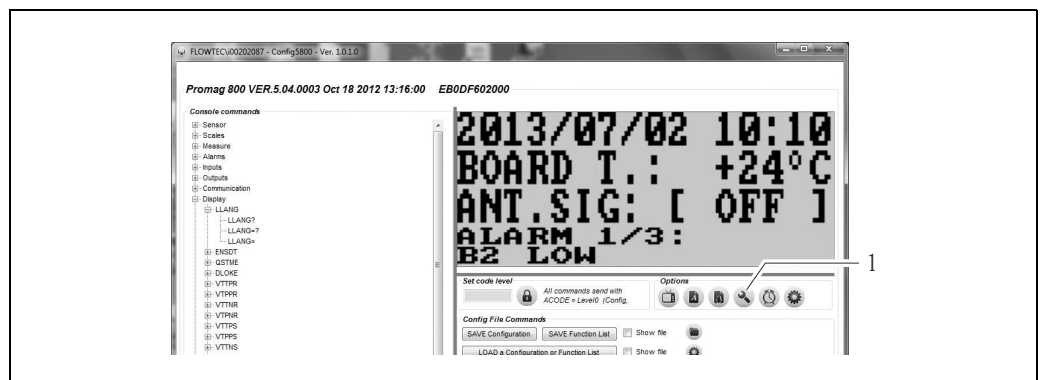 FLOWTEC\i00202087 - Config5800 - Ver. 1.0.1.0
Promag 800 VER.5.04.0003 Oct 18 2012 13:16:00 EB0DF602000
Console commands
Sensor
Scales
Measure
Alarms
Inputs
Outputs
Communication
Display
LLANG
LLANG?
LLANG=?
LLANG=
ENSDT
QSTME
DLOKE
VTTPR
VTPPR
VTTNR
VTPNR
VTTPS
VTPPS
VTTNS
2013/07/02 10:10
BOARD T.: +24°C
ANT.SIG: [ OFF ]
ALARM 1/3:
B2 LOW
1
Set code level
All commands send with
ACODE = Level0 (Config,
Options
Config File Commands
SAVE Configuration SAVE Function List Show file
LOAD a Configuration or Function List Show file